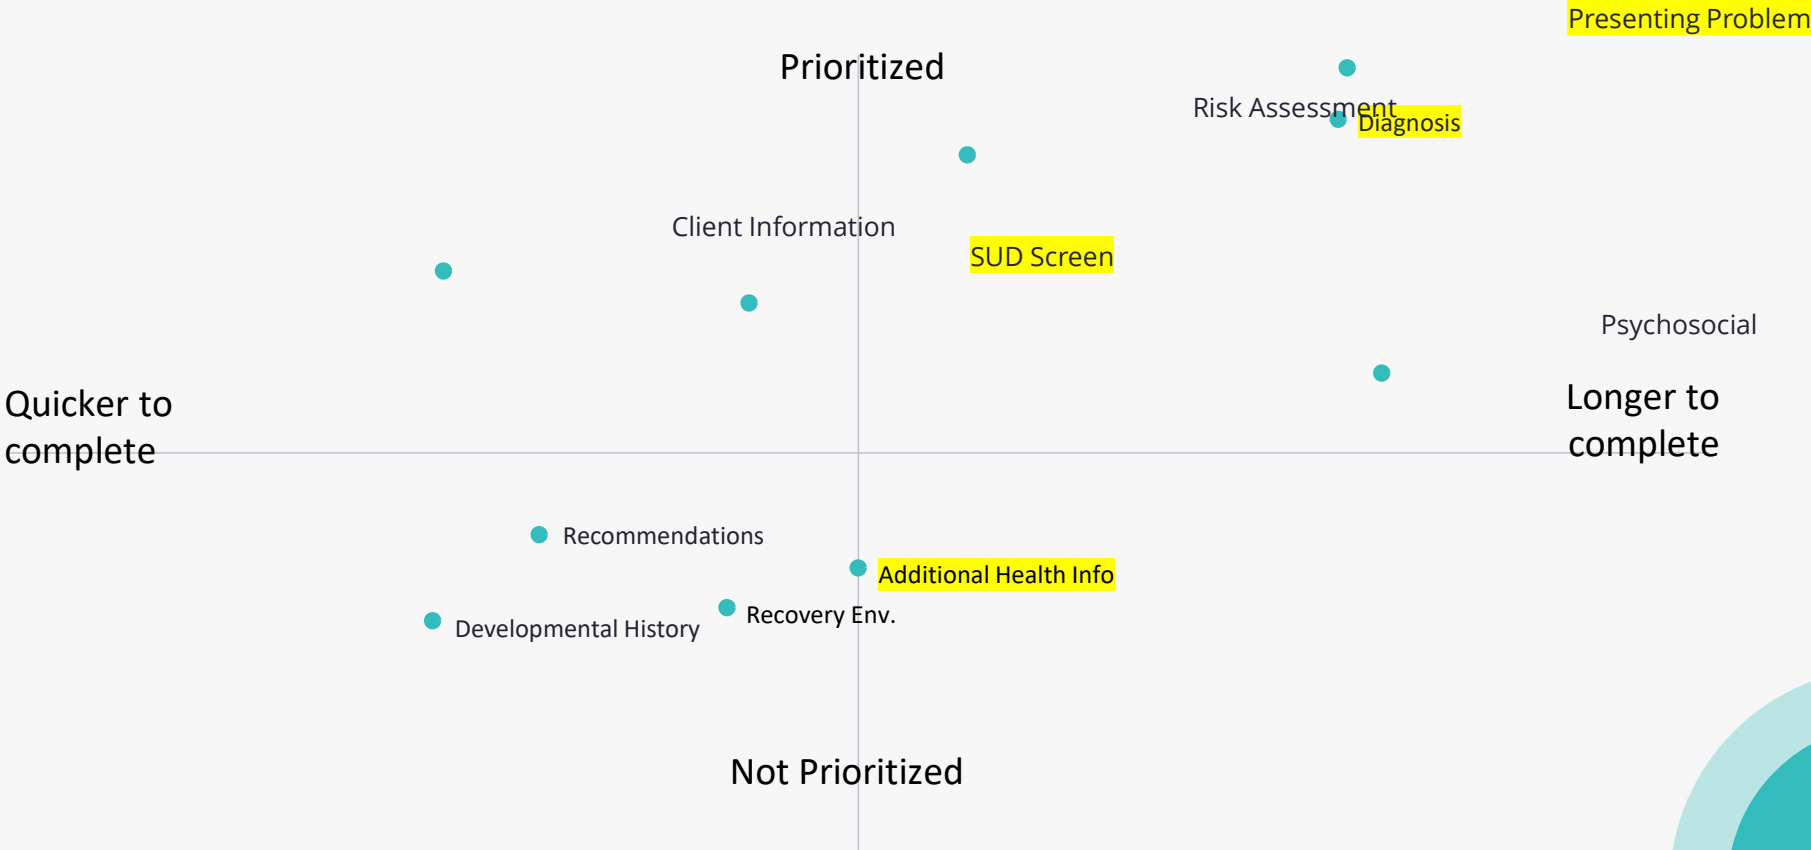 Presenting Problem
Prioritized
Risk Assessment
Diagnosis
Client Information
SUD Screen
Psychosocial
Quicker to
complete
Longer to
complete
Recommendations
Additional Health Info
Recovery Env.
Developmental History
Not Prioritized